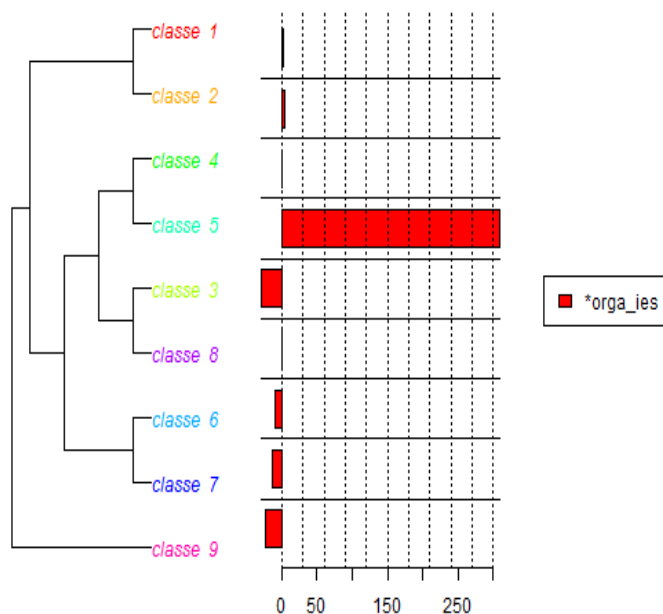 classe 1
classe 2
classe 4
classe 5
classe 3
classe 8
classe 6
classe 7
classe 9
*orga_ies
0 50 150 250